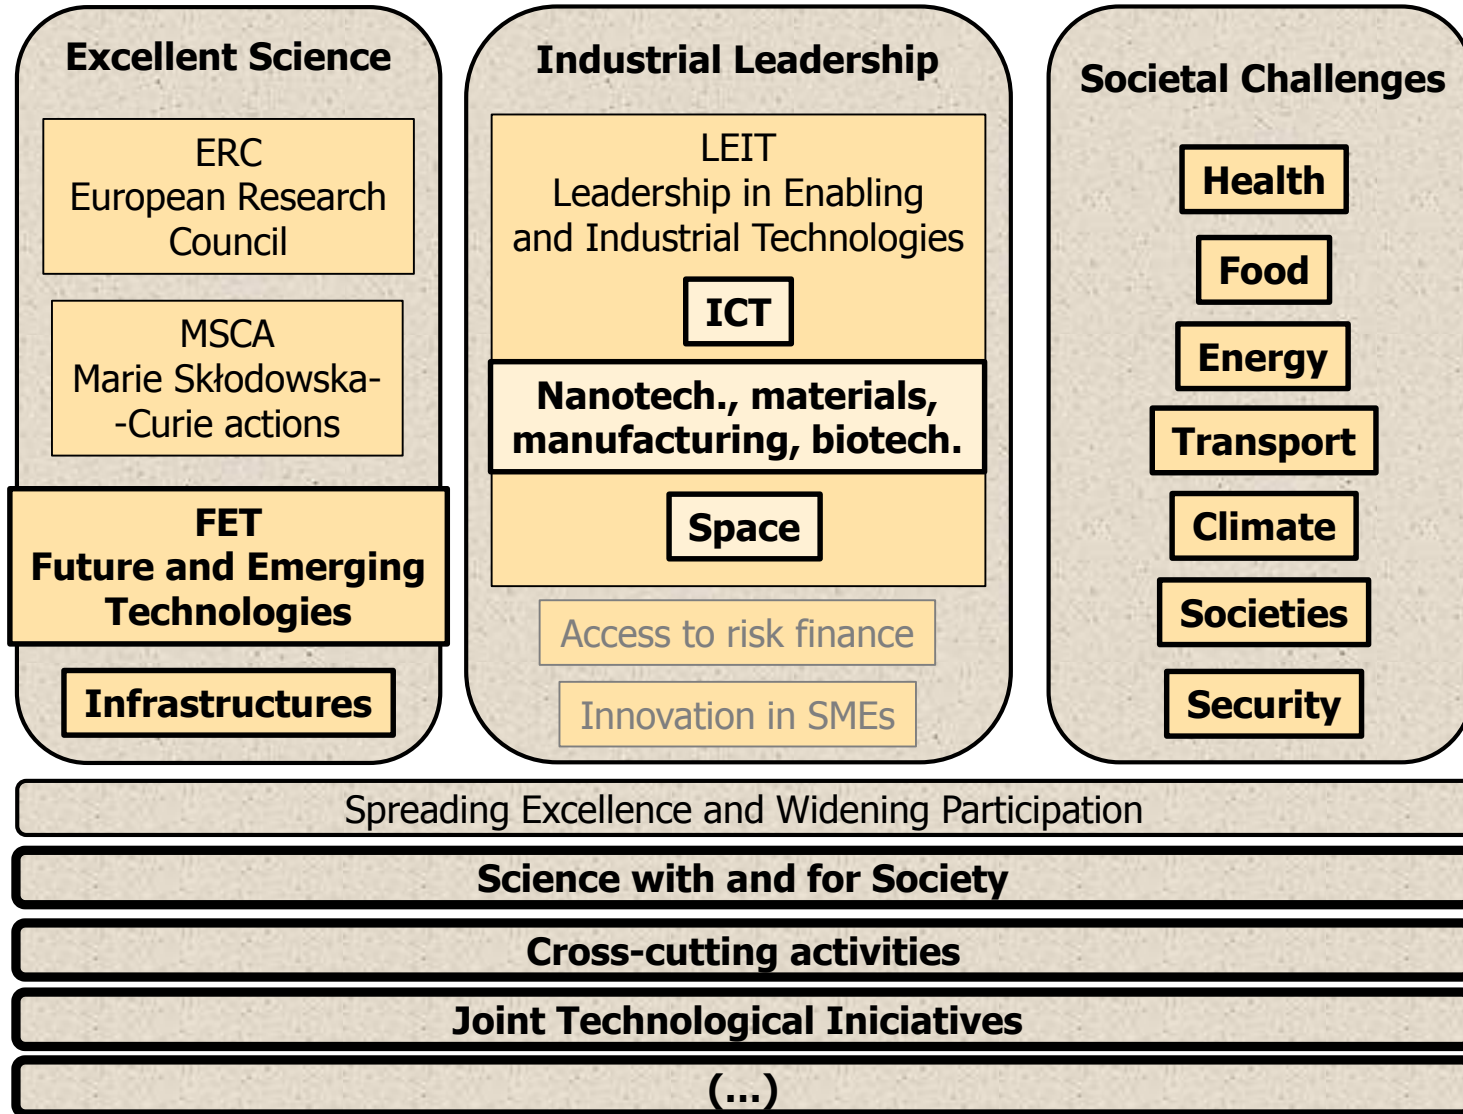 Excellent Science
ERC
European Research
Council
MSCA
Marie Skłodowska-
-Curie actions
FET
Future and Emerging
Technologies
Infrastructures
Industrial Leadership
LEIT
Leadership in Enabling
and Industrial Technologies
ICT
Nanotech., materials,
manufacturing, biotech.
Space
Access to risk finance
Innovation in SMEs
Societal Challenges
Health
Food
Energy
Transport
Climate
Societies
Security
Spreading Excellence and Widening Participation
Science with and for Society
Cross-cutting activities
Joint Technological Iniciatives
(...)